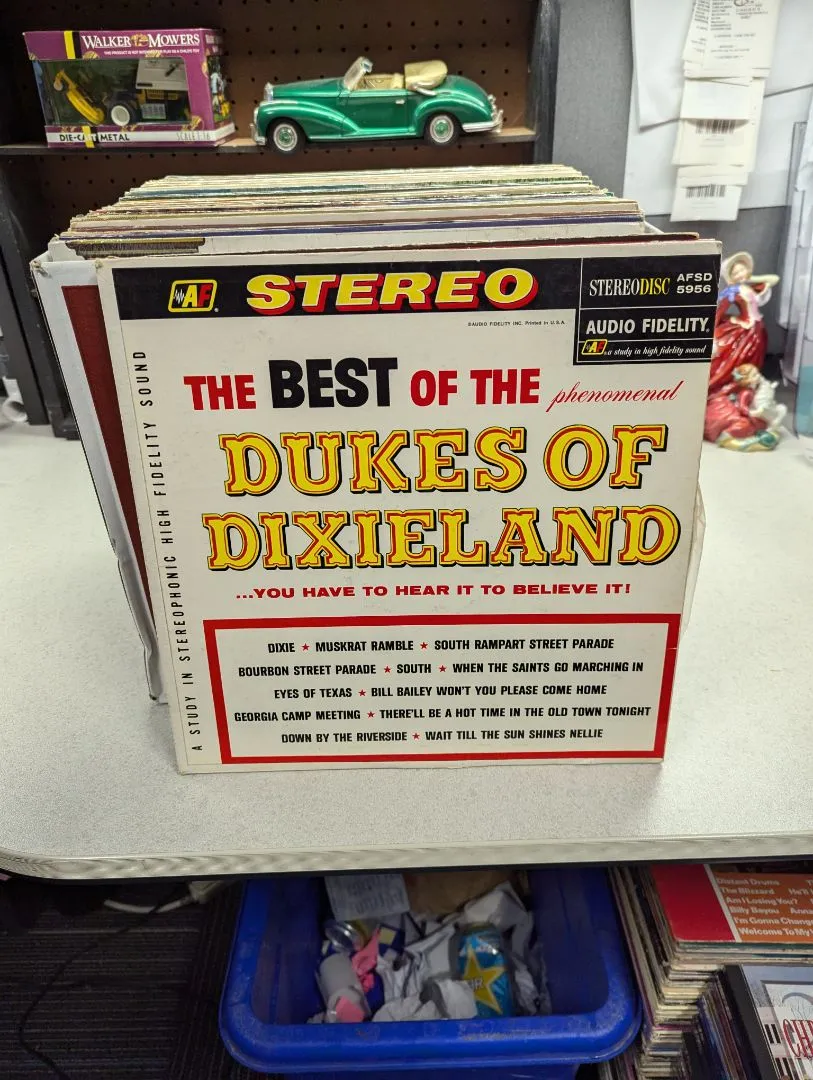 WALKER MOWERS
DIE-CAST METAL
AF
STEREO
STEREODISC
AFSD
5956
©AUDIO FIDELITY INC. Printed in U.S.A.
AUDIO FIDELITY®
AF a study in high fidelity sound
A STUDY IN STEREOPHONIC HIGH FIDELITY SOUND
THE BEST OF THE phenomenal
DUKES OF
DIXIELAND
...YOU HAVE TO HEAR IT TO BELIEVE IT!
DIXIE ★ MUSKRAT RAMBLE ★ SOUTH RAMPART STREET PARADE
BOURBON STREET PARADE ★ SOUTH ★ WHEN THE SAINTS GO MARCHING IN
EYES OF TEXAS ★ BILL BAILEY WON'T YOU PLEASE COME HOME
GEORGIA CAMP MEETING ★ THERE'LL BE A HOT TIME IN THE OLD TOWN TONIGHT
DOWN BY THE RIVERSIDE ★ WAIT TILL THE SUN SHINES NELLIE
Distant Drums
The Blizzard
Am I Losing You?
Billy Bayou
I'm Gonna
Welcome To My